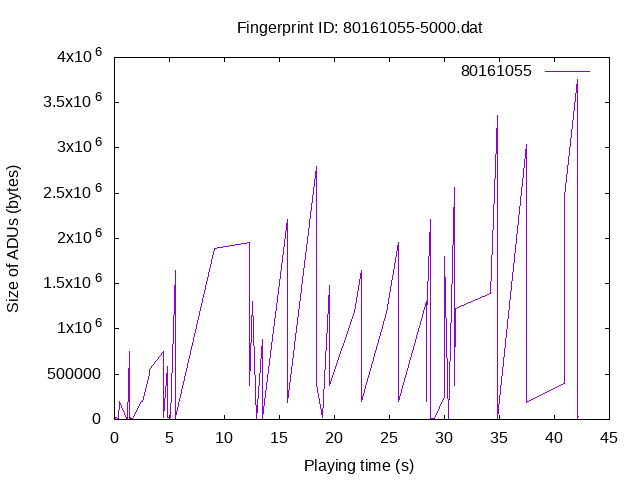 Fingerprint ID: 80161055-5000.dat
80161055
4x10 6
3.5x10 6
3x10 6
2.5x10 6
2x10 6
1.5x10 6
1x10 6
500000
0
Size of ADUs (bytes)
0 5 10 15 20 25 30 35 40 45
Playing time (s)